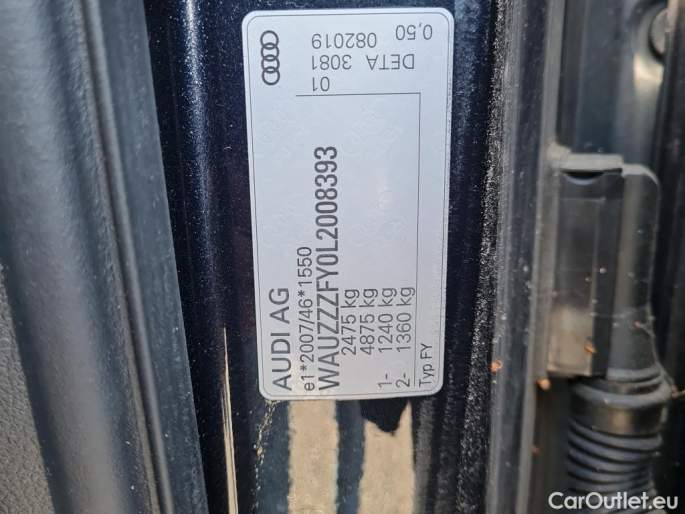 AUDI AG
e1*2007/46*1550
WAUZZZFY0L2008393
2475 kg
4875 kg
1- 1240 kg
2- 1360 kg
Typ FY
01
DETA 3081
082019
0,50
CarOutlet.eu